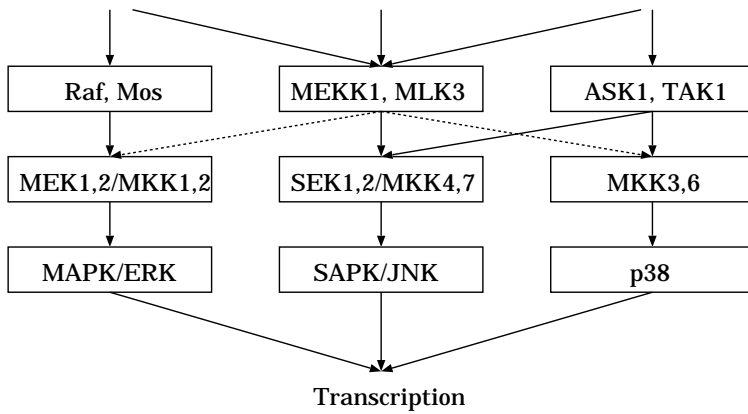 Raf, Mos
MEKK1, MLK3
ASK1, TAK1
MEK1,2/MKK1,2
SEK1,2/MKK4,7
MKK3,6
MAPK/ERK
SAPK/JNK
p38
Transcription